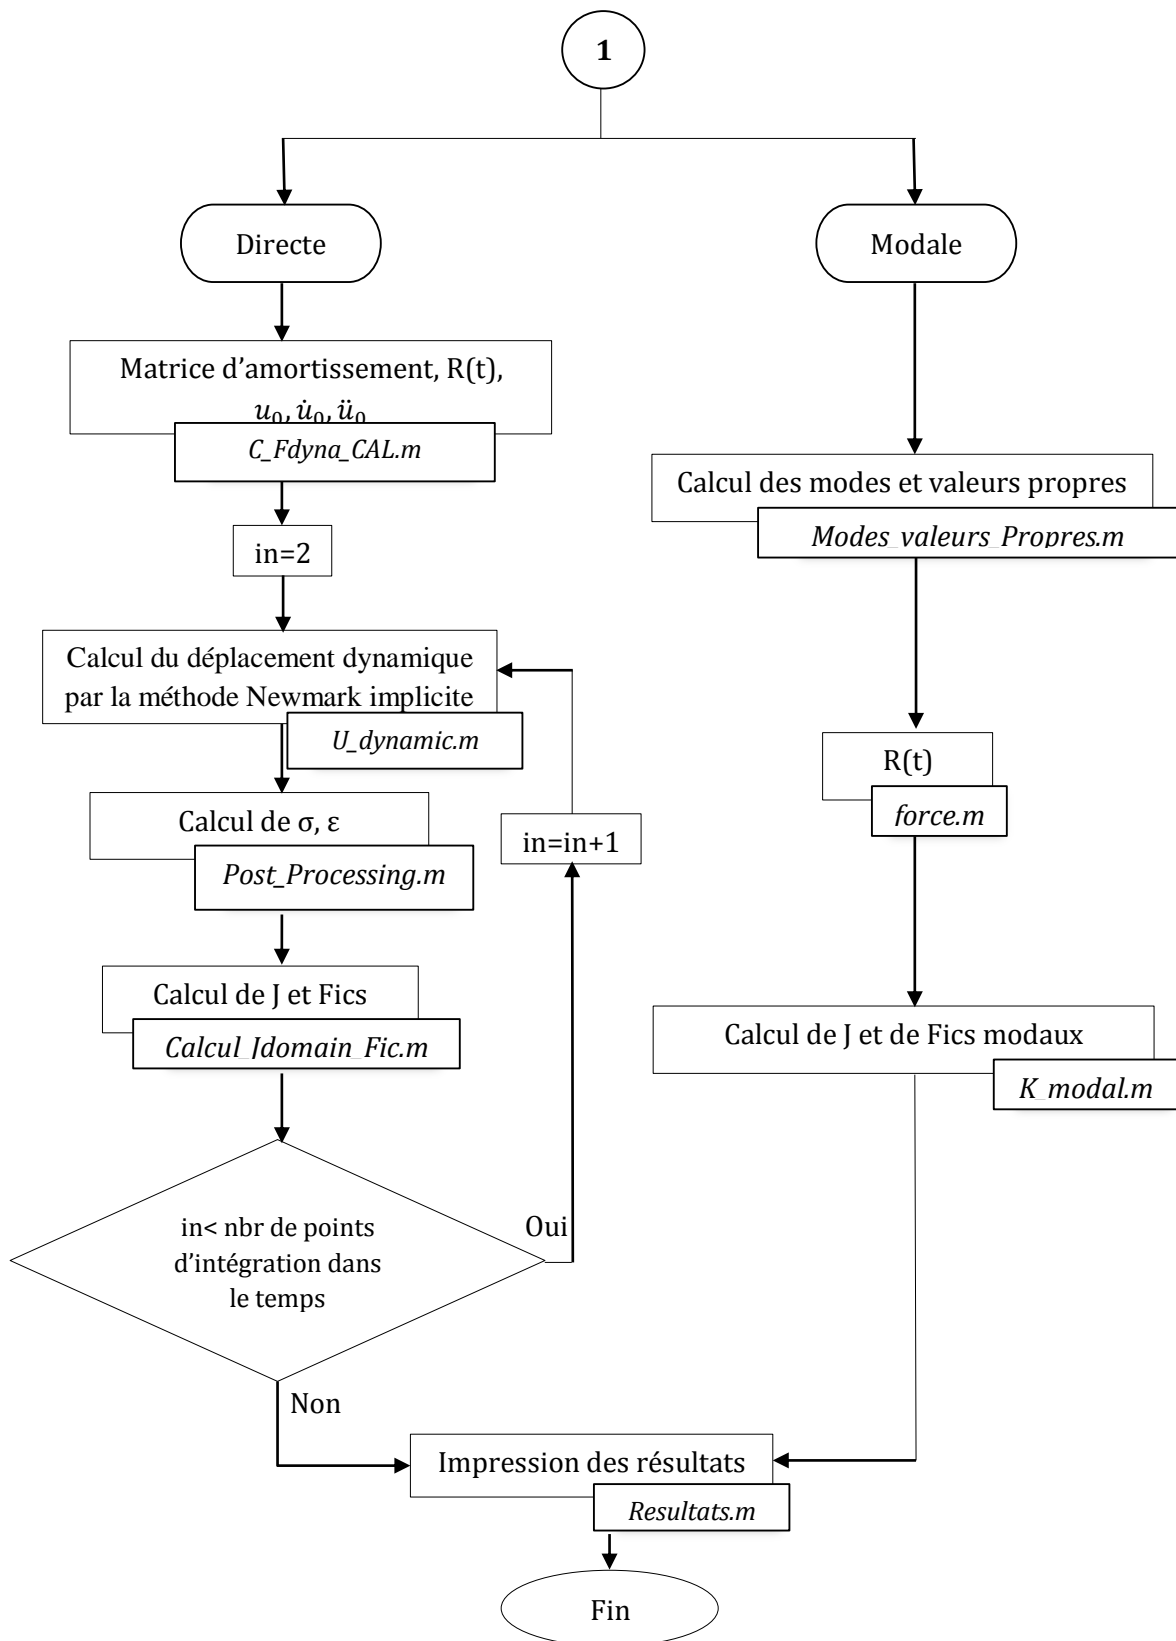 1
Directe
Modale
Matrice d’amortissement, R(t),
u₀, u̇₀, ü₀
C_Fdyna_CAL.m
Calcul des modes et valeurs propres
Modes_valeurs_Propres.m
in=2
Calcul du déplacement dynamique
par la méthode Newmark implicite
U_dynamic.m
R(t)
force.m
Calcul de σ, ε
Post_Processing.m
in=in+1
Calcul de J et Fics
Calcul_Jdomain_Fic.m
Calcul de J et de Fics modaux
K_modal.m
in< nbr de points
d’intégration dans
le temps
Oui
Non
Impression des résultats
Resultats.m
Fin